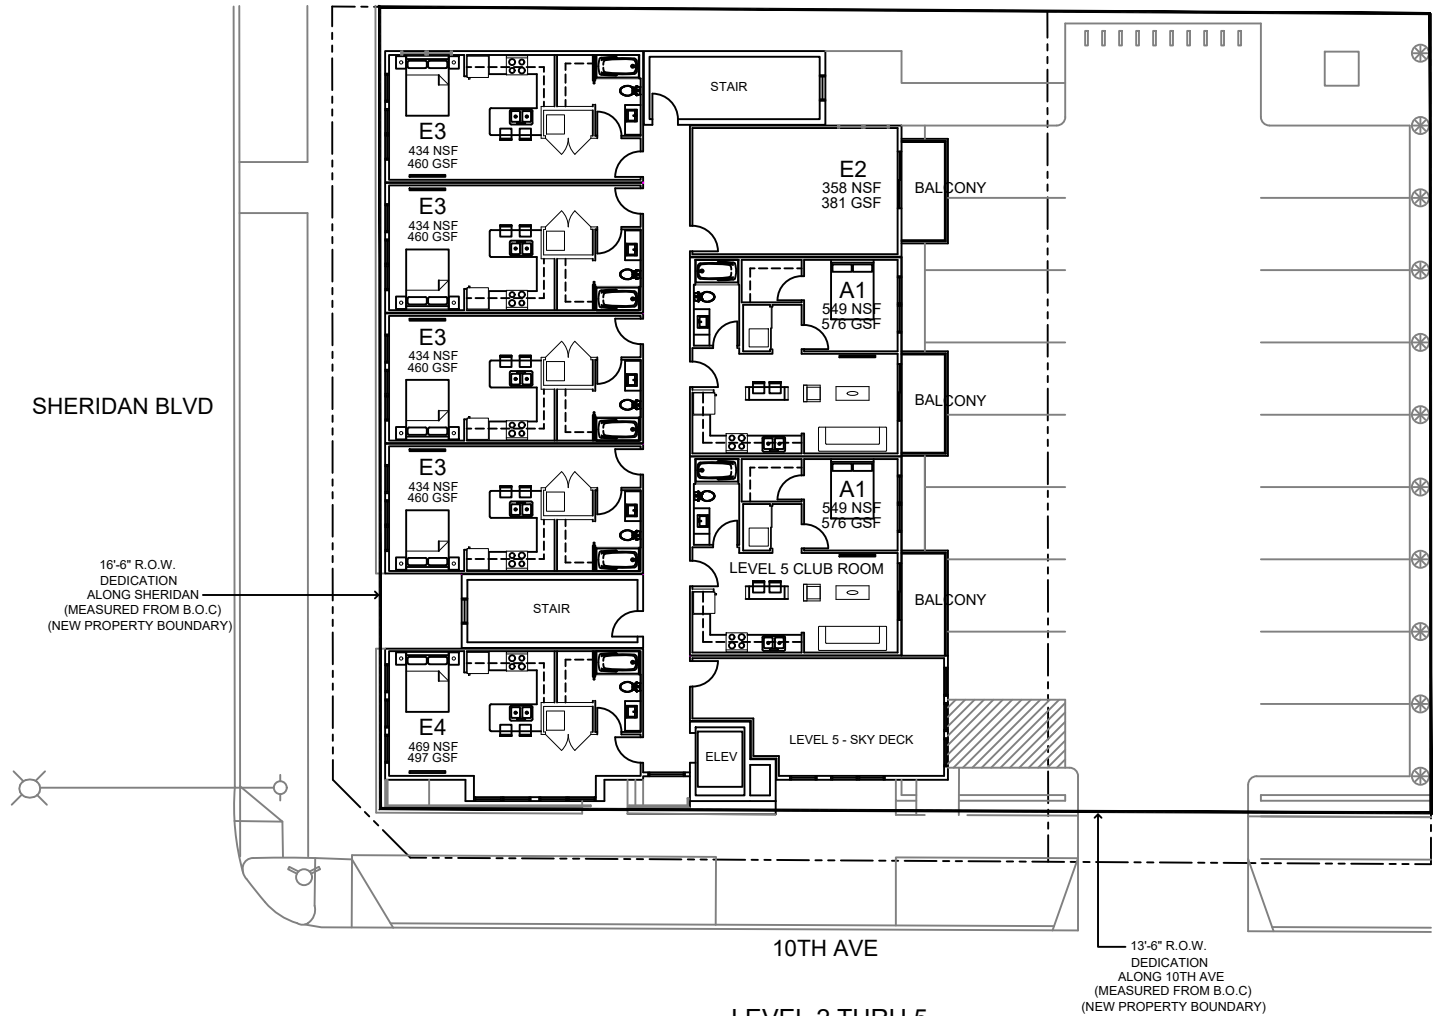 STAIR
E3
434 NSF
460 GSF
E2
358 NSF
381 GSF
BALCONY
E3
434 NSF
460 GSF
A1
549 NSF
576 GSF
E3
434 NSF
460 GSF
BALCONY
SHERIDAN BLVD
E3
434 NSF
460 GSF
A1
549 NSF
576 GSF
LEVEL 5 CLUB ROOM
16'-6" R.O.W.
DEDICATION
ALONG SHERIDAN
(MEASURED FROM B.O.C)
(NEW PROPERTY BOUNDARY)
STAIR
BALCONY
E4
469 NSF
497 GSF
ELEV
LEVEL 5 - SKY DECK
10TH AVE
13'-6" R.O.W.
DEDICATION
ALONG 10TH AVE
(MEASURED FROM B.O.C)
(NEW PROPERTY BOUNDARY)